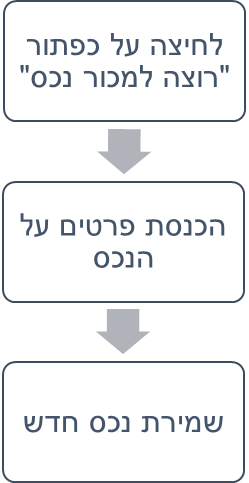 לחיצה על כפתור
"רוצה למכור נכס"
הכנסת פרטים על
הנכס
שמירת נכס חדש